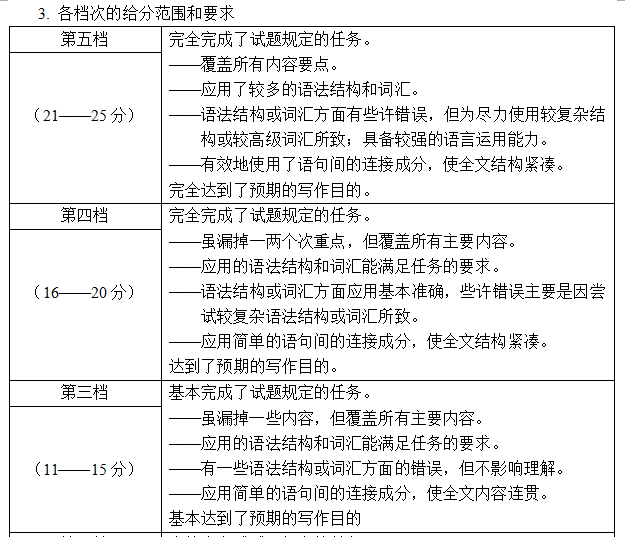 3. 各档次的给分范围和要求
第五档
（21——25 分）
完全完成了试题规定的任务。
——覆盖所有内容要点。
——应用了较多的语法结构和词汇。
——语法结构或词汇方面有些许错误，但为尽力使用较复杂结
构或较高级词汇所致；具备较强的语言运用能力。
——有效地使用了语句间的连接成分，使全文结构紧凑。
完全达到了预期的写作目的。
第四档
（16——20 分）
完全完成了试题规定的任务。
——虽漏掉一两个次重点，但覆盖所有主要内容。
——应用的语法结构和词汇能满足任务的要求。
——语法结构或词汇方面应用基本准确，些许错误主要是因尝
试较复杂语法结构或词汇所致。
——应用简单的语句间的连接成分，使全文结构紧凑。
达到了预期的写作目的。
第三档
（11——15 分）
基本完成了试题规定的任务。
——虽漏掉一些内容，但覆盖所有主要内容。
——应用的语法结构和词汇能满足任务的要求。
——有一些语法结构或词汇方面的错误，但不影响理解。
——应用简单的语句间的连接成分，使全文内容连贯。
基本达到了预期的写作目的